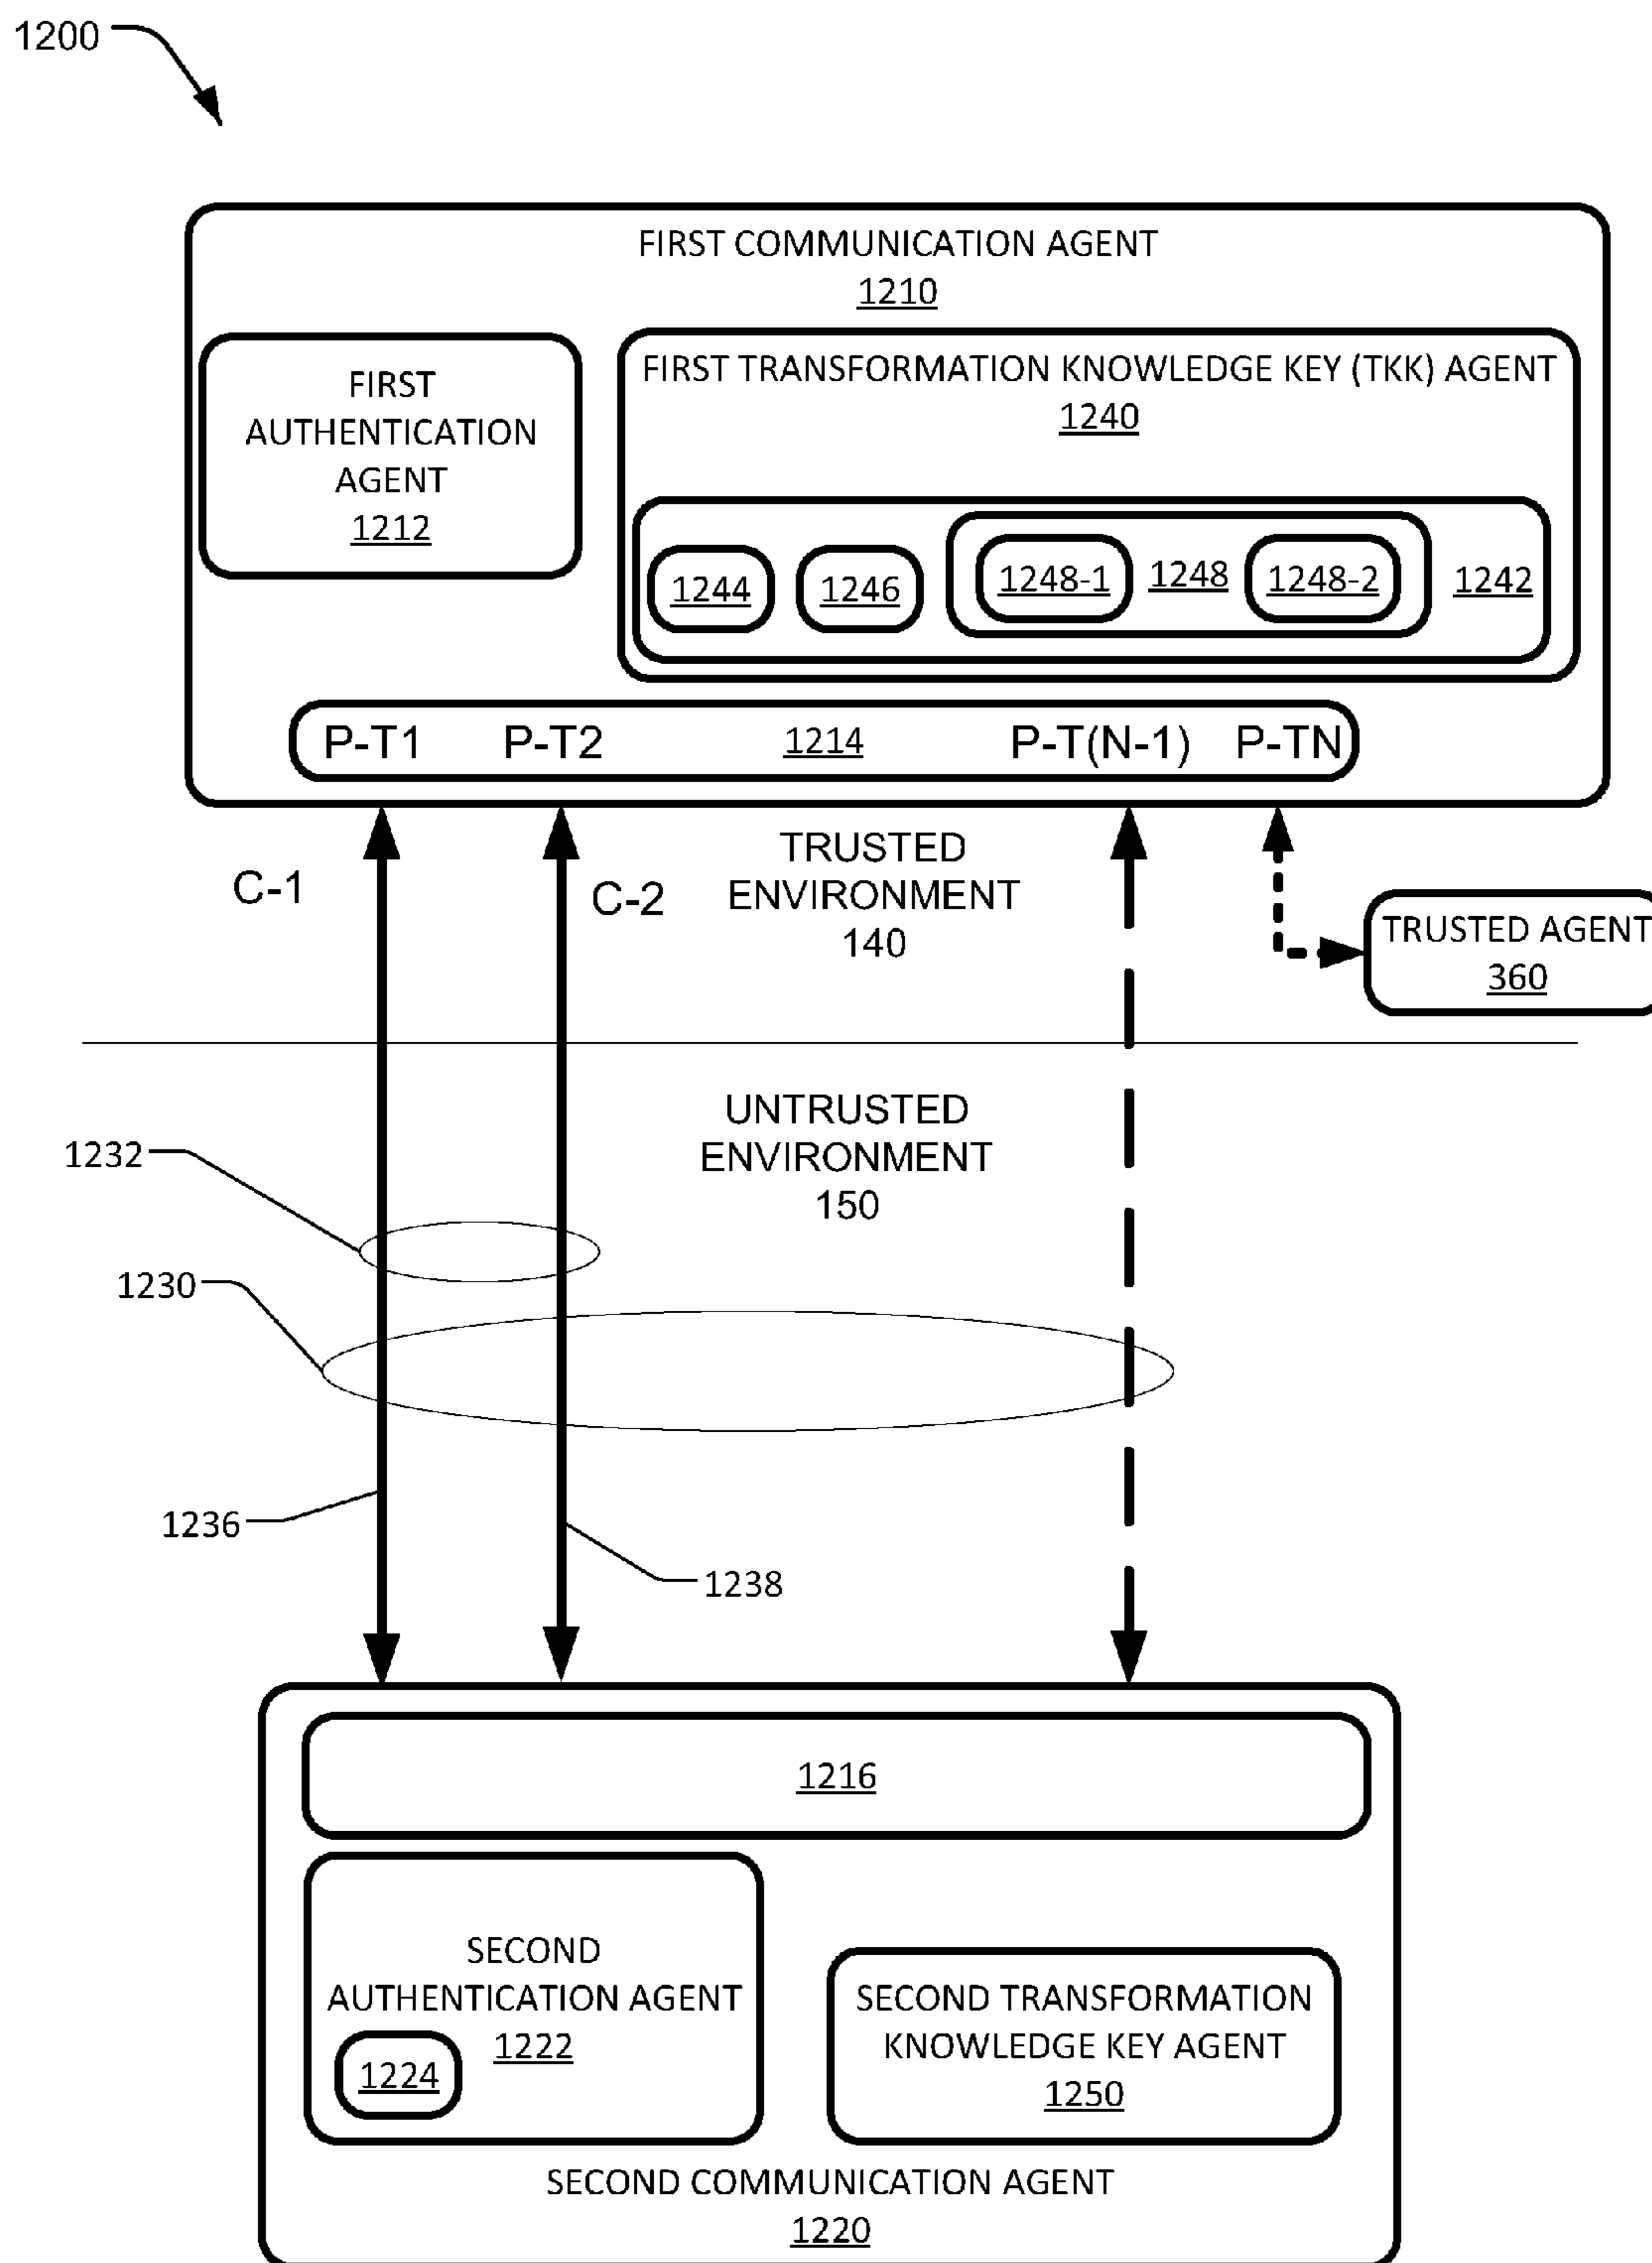 1200
FIRST COMMUNICATION AGENT
1210
FIRST
AUTHENTICATION
AGENT
1212
FIRST TRANSFORMATION KNOWLEDGE KEY (TKK) AGENT
1240
1244
1246
1248-1
1248
1248-2
1242
P-T1
P-T2
1214
P-T(N-1)
P-TN
C-1
C-2
TRUSTED
ENVIRONMENT
140
TRUSTED AGENT
360
UNTRUSTED
ENVIRONMENT
150
1232
1230
1236
1238
1216
SECOND
AUTHENTICATION AGENT
1222
1224
SECOND TRANSFORMATION
KNOWLEDGE KEY AGENT
1250
SECOND COMMUNICATION AGENT
1220